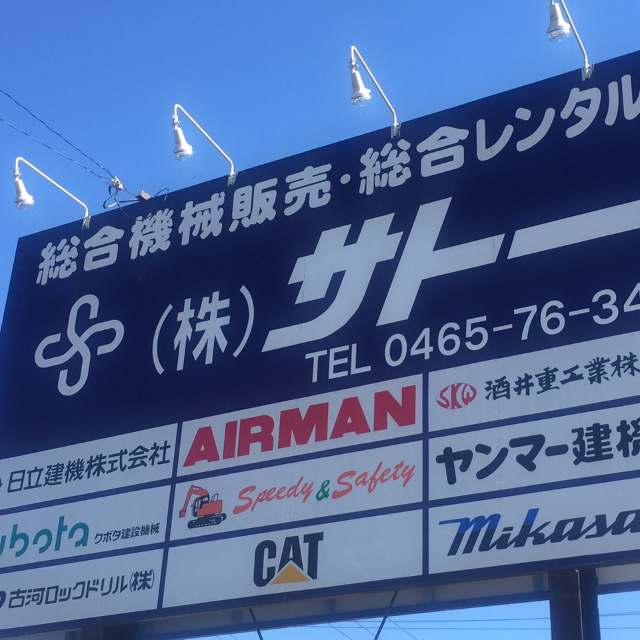 総合機械販売・総合レンタル
(株)サトー
TEL 0465-76-34
日立建機株式会社
AIRMAN
SKW 酒井重工業株
Kubota クボタ建設機械
Speedy & Safety
ヤンマー建機
古河ロックドリル(株)
CAT
Mikasa